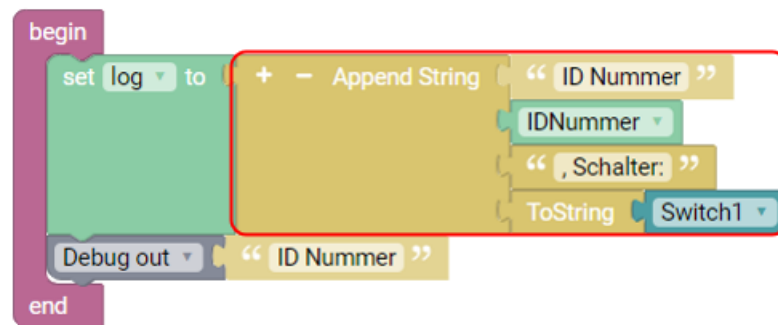 begin
set log to + − Append String “ ID Nummer ”
IDNummer
“ , Schalter: ”
ToString Switch1
Debug out “ ID Nummer ”
end